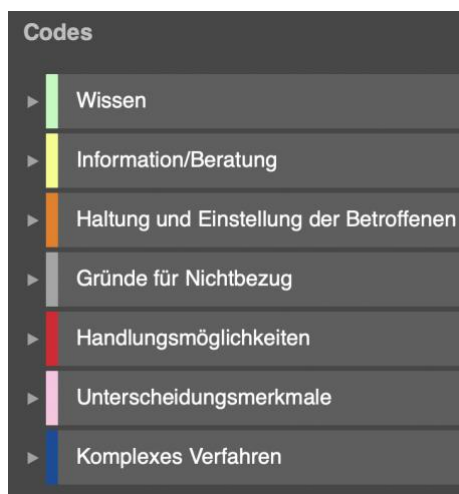 Codes
Wissen
Information/Beratung
Haltung und Einstellung der Betroffenen
Gründe für Nichtbezug
Handlungsmöglichkeiten
Unterscheidungsmerkmale
Komplexes Verfahren